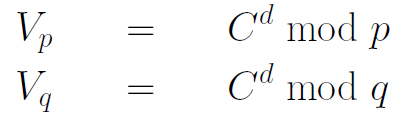 V_p = C^d mod p
V_q = C^d mod q